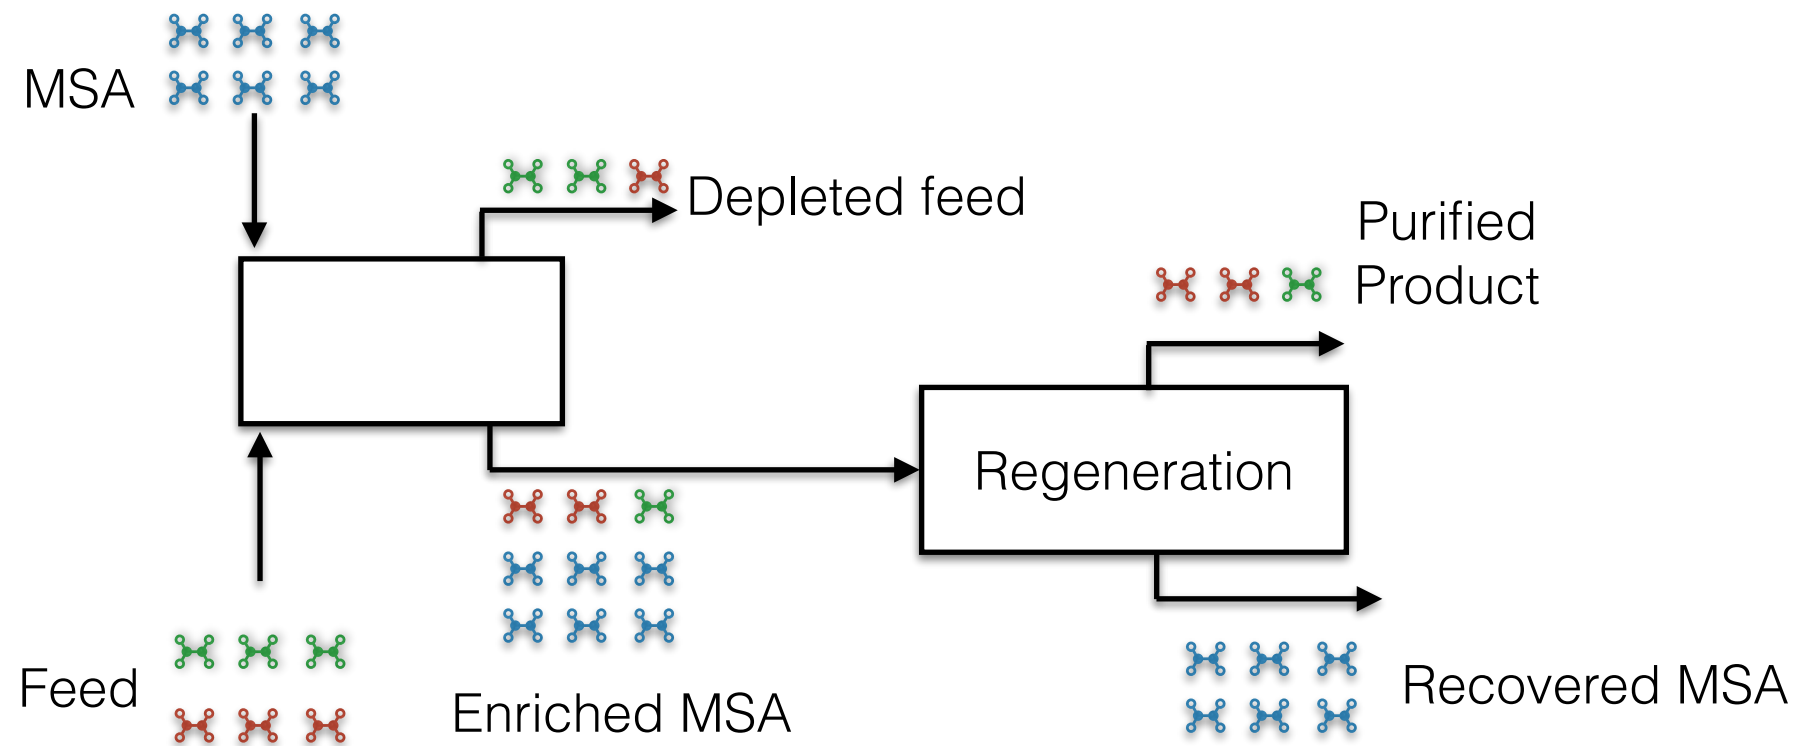 MSA
Depleted feed
Purified
Product
Regeneration
Feed
Enriched MSA
Recovered MSA